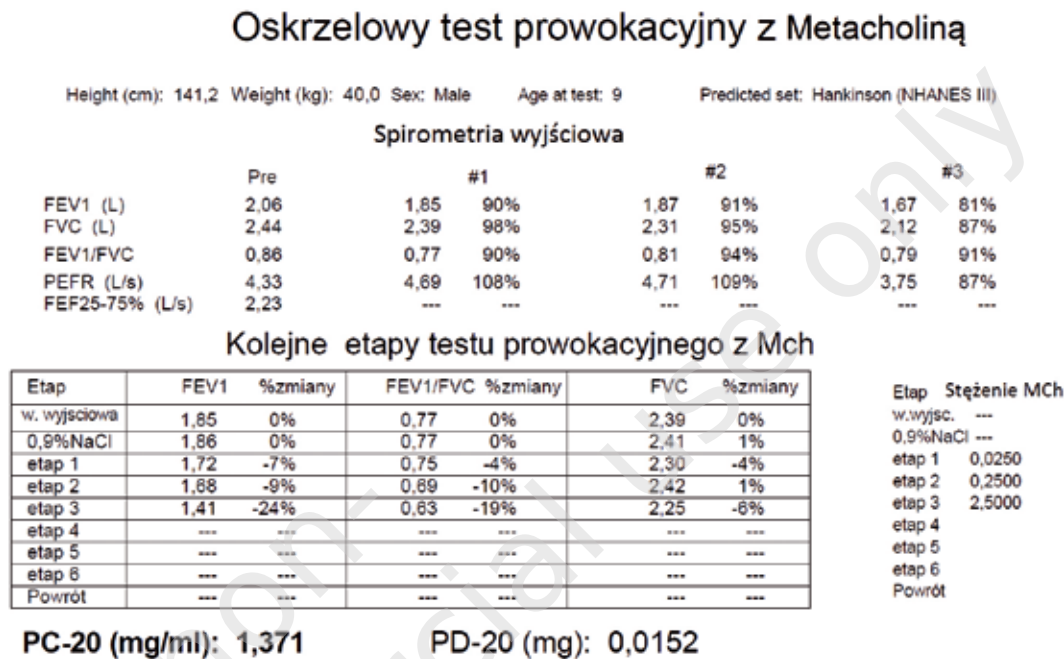 Oskrzelowy test prowokacyjny z Metacholiną
Height (cm): 141,2 Weight (kg): 40,0 Sex: Male Age at test: 9 Predicted set: Hankinson (NHANES III)
Spirometria wyjściowa
Pre #1 #2 #3
FEV1 (L) 2,06 1,85 90% 1,87 91% 1,67 81%
FVC (L) 2,44 2,39 98% 2,31 95% 2,12 87%
FEV1/FVC 0,86 0,77 90% 0,81 94% 0,79 91%
PEFR (L/s) 4,33 4,69 108% 4,71 109% 3,75 87%
FEF25-75% (L/s) 2,23 --- --- --- --- --- ---
Kolejne etapy testu prowokacyjnego z Mch
Etap FEV1 %zmiany FEV1/FVC %zmiany FVC %zmiany
w. wyjsciowa 1,85 0% 0,77 0% 2,39 0%
0,9%NaCl 1,86 0% 0,77 0% 2,41 1%
etap 1 1,72 -7% 0,75 -4% 2,30 -4%
etap 2 1,68 -9% 0,69 -10% 2,42 1%
etap 3 1,41 -24% 0,63 -19% 2,25 -6%
etap 4 --- --- --- --- --- ---
etap 5 --- --- --- --- --- ---
etap 6 --- --- --- --- --- ---
Powrót --- --- --- --- --- ---
Etap Stężenie MCh
w.wyjsc. ---
0,9%NaCl ---
etap 1 0,0250
etap 2 0,2500
etap 3 2,5000
etap 4
etap 5
etap 6
Powrót
PC-20 (mg/ml): 1,371 PD-20 (mg): 0,0152
use only